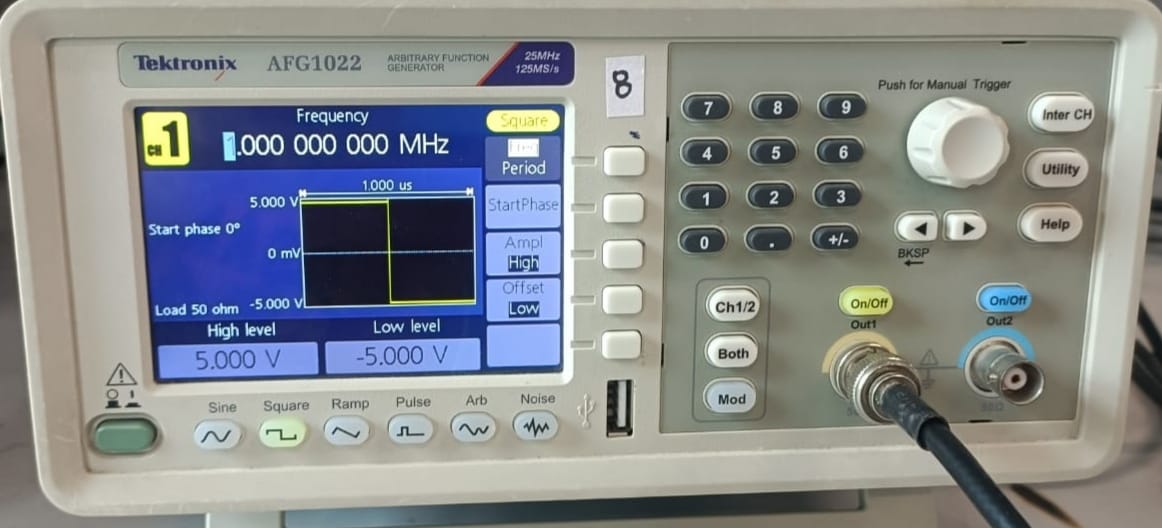 Tektronix AFG1022 ARBITRARY FUNCTION GENERATOR 25MHz 125MS/s
8
CH 1
Frequency
1.000 000 000 MHz
Square
Freq
Period
StartPhase
Ampl
High
Offset
Low
1.000 us
5.000 V
Start phase 0°
0 mV
Load 50 ohm
-5.000 V
High level
Low level
5.000 V
-5.000 V
Sine
Square
Ramp
Pulse
Arb
Noise
7 8 9
4 5 6
1 2 3
0 . +/-
Push for Manual Trigger
Inter CH
Utility
Help
BKSP
Ch1/2
Both
Mod
On/Off
Out1
On/Off
Out2
50Ω